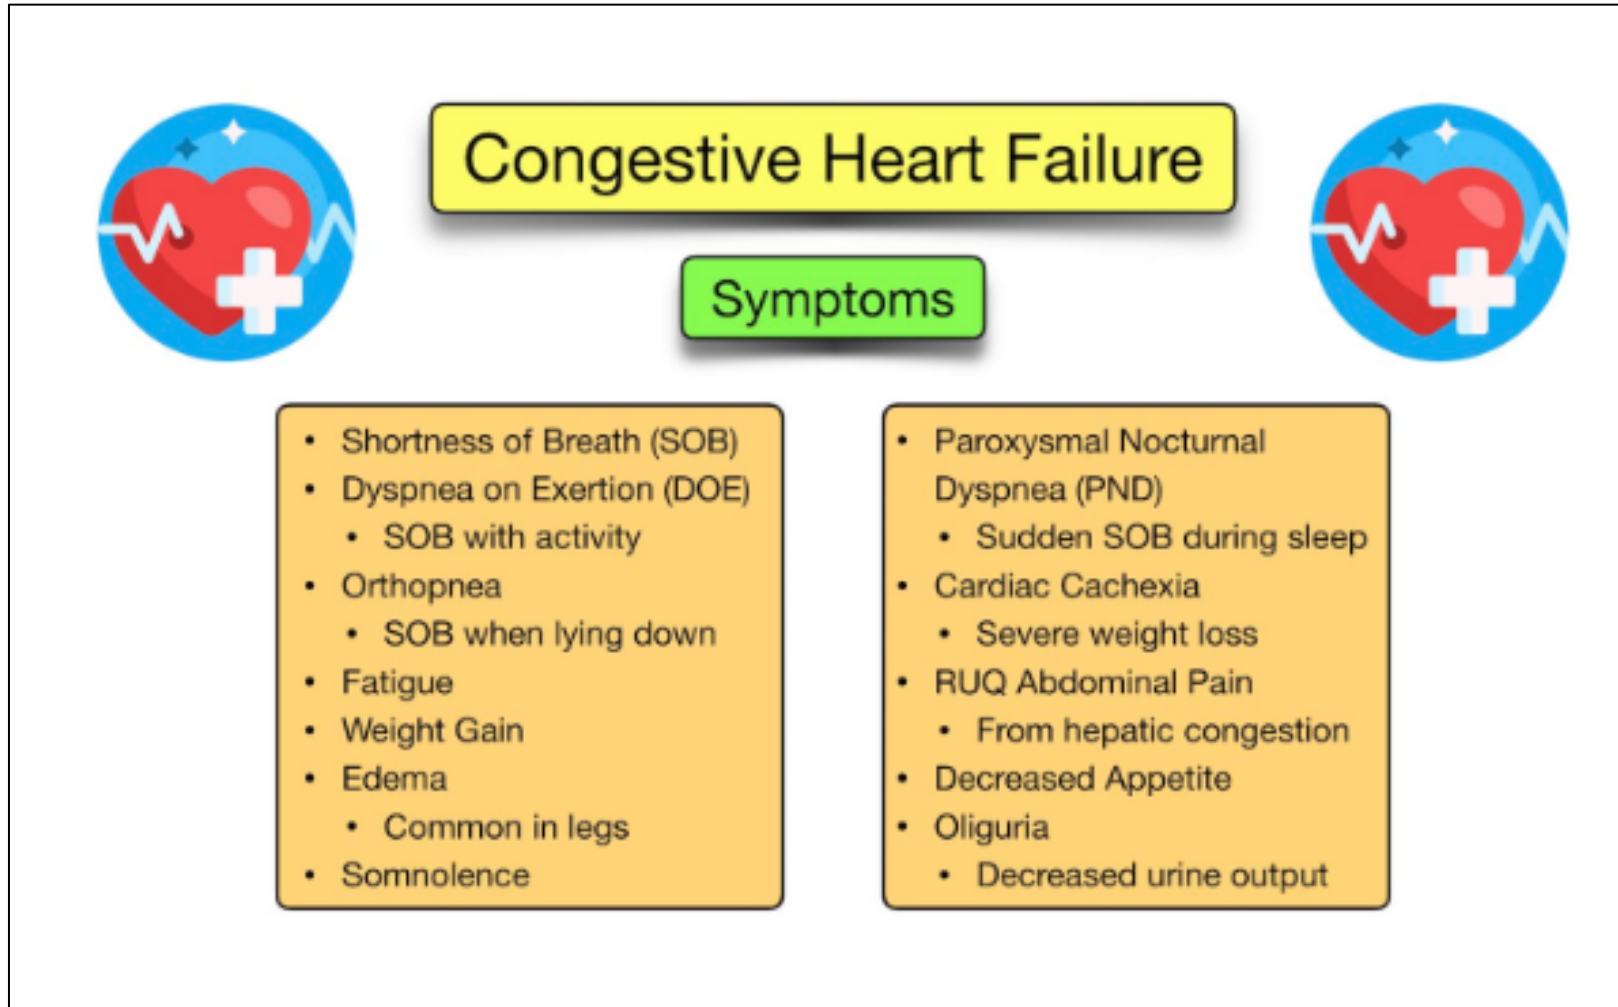 Congestive Heart Failure
Symptoms
• Shortness of Breath (SOB)
• Dyspnea on Exertion (DOE)
• SOB with activity
• Orthopnea
• SOB when lying down
• Fatigue
• Weight Gain
• Edema
• Common in legs
• Somnolence
• Paroxysmal Nocturnal
Dyspnea (PND)
• Sudden SOB during sleep
• Cardiac Cachexia
• Severe weight loss
• RUQ Abdominal Pain
• From hepatic congestion
• Decreased Appetite
• Oliguria
• Decreased urine output